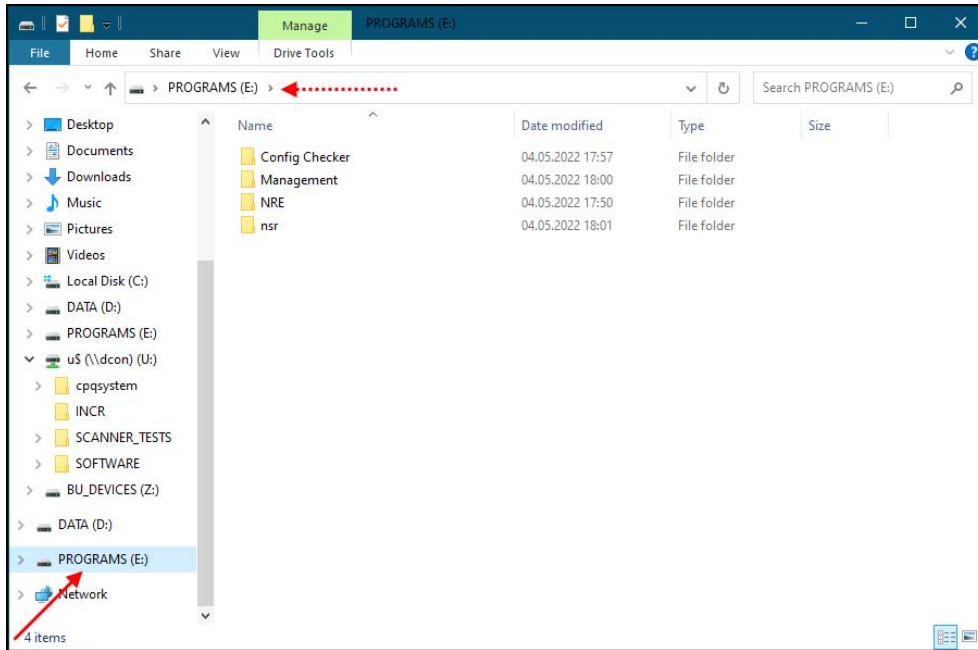 Manage PROGRAMS (E:)
File Home Share View Drive Tools
PROGRAMS (E:) Search PROGRAMS (E:)
Name Date modified Type Size
Config Checker 04.05.2022 17:57 File folder
Management 04.05.2022 18:00 File folder
NRE 04.05.2022 17:50 File folder
nsr 04.05.2022 18:01 File folder
Desktop
Documents
Downloads
Music
Pictures
Videos
Local Disk (C:)
DATA (D:)
PROGRAMS (E:)
u$ (\\dcon) (U:)
cpqsystem
INCR
SCANNER_TESTS
SOFTWARE
BU_DEVICES (Z:)
DATA (D:)
PROGRAMS (E:)
Network
4 items